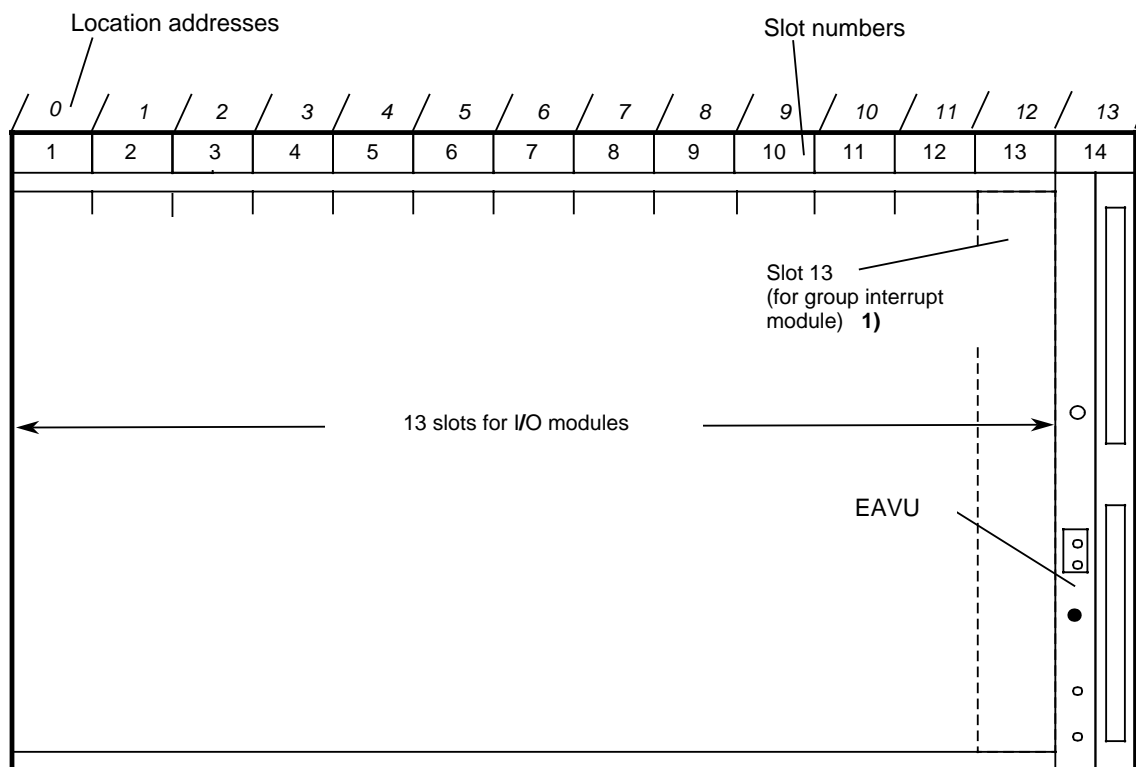 Location addresses
Slot numbers
0 1 2 3 4 5 6 7 8 9 10 11 12 13
1 2 3 4 5 6 7 8 9 10 11 12 13 14
Slot 13
(for group interrupt
module) 1)
13 slots for I/O modules
EAVU